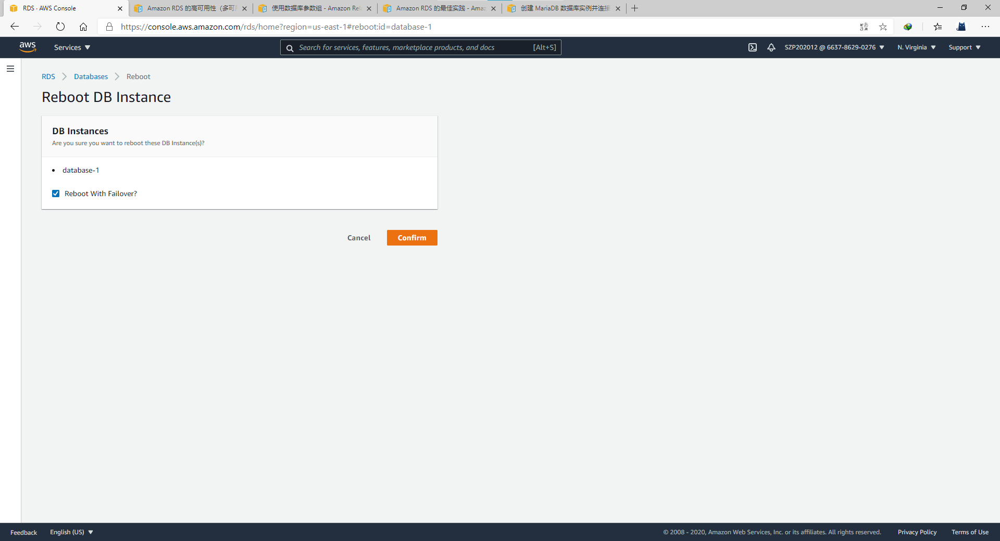 RDS · AWS Console
Amazon RDS 的高可用性（多可用
使用数据库参数组 - Amazon Rel
Amazon RDS 的最佳实践 - Amaz
创建 MariaDB 数据库实例并连接
https://console.aws.amazon.com/rds/home?region=us-east-1#reboot:id=database-1
aws
Services
Search for services, features, marketplace products, and docs
[Alt+S]
SZP202012 @ 6637-8629-0276
N. Virginia
Support
RDS
Databases
Reboot
Reboot DB Instance
DB Instances
Are you sure you want to reboot these DB Instance(s)?
database-1
Reboot With Failover?
Cancel
Confirm
Feedback
English (US)
© 2008 - 2020, Amazon Web Services, Inc. or its affiliates. All rights reserved.
Privacy Policy
Terms of Use